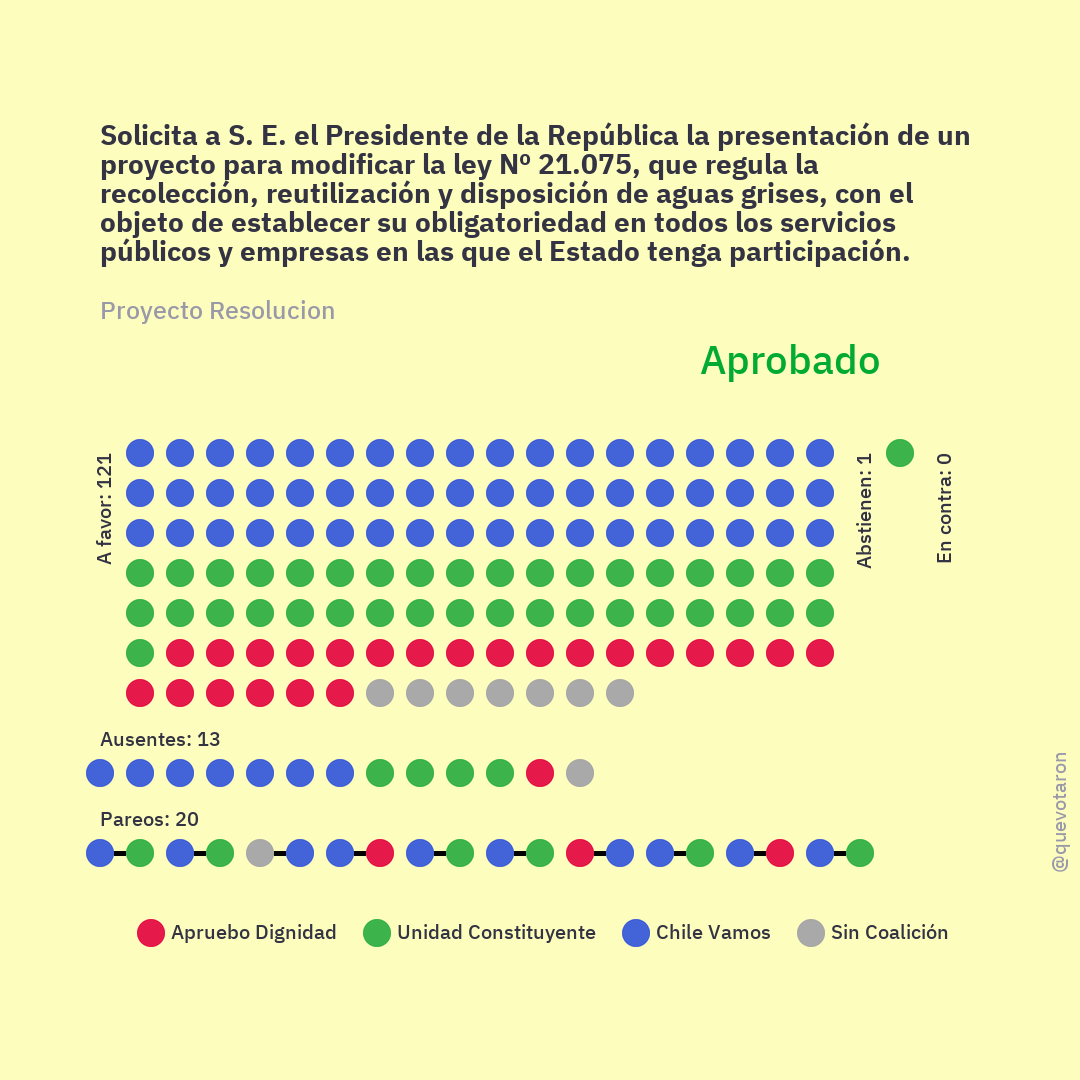 Solicita a S. E. el Presidente de la República la presentación de un
proyecto para modificar la ley Nº 21.075, que regula la
recolección, reutilización y disposición de aguas grises, con el
objeto de establecer su obligatoriedad en todos los servicios
públicos y empresas en las que el Estado tenga participación.
Proyecto Resolucion
Aprobado
A favor: 121
Abstienen: 1
En contra: 0
Ausentes: 13
Pareos: 20
@quevotaron
Apruebo Dignidad
Unidad Constituyente
Chile Vamos
Sin Coalición